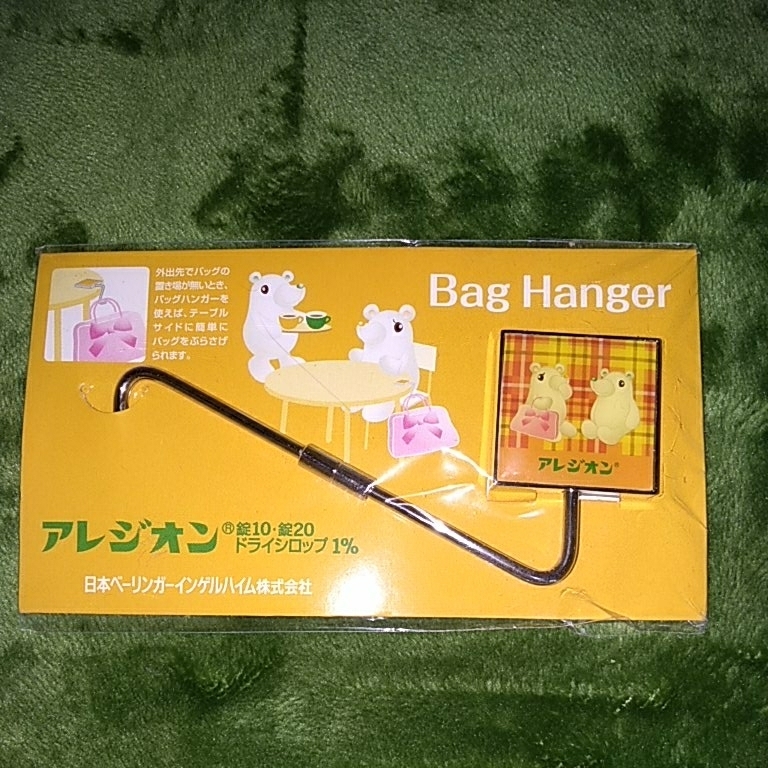 外出先でバッグの
置き場が無いとき、
バッグハンガーを
使えば、テーブル
サイドに簡単に
バッグをぶらさげ
られます。
Bag Hanger
アレジオン®
アレジオン®錠10・錠20
ドライシロップ1%
日本ベーリンガーインゲルハイム株式会社